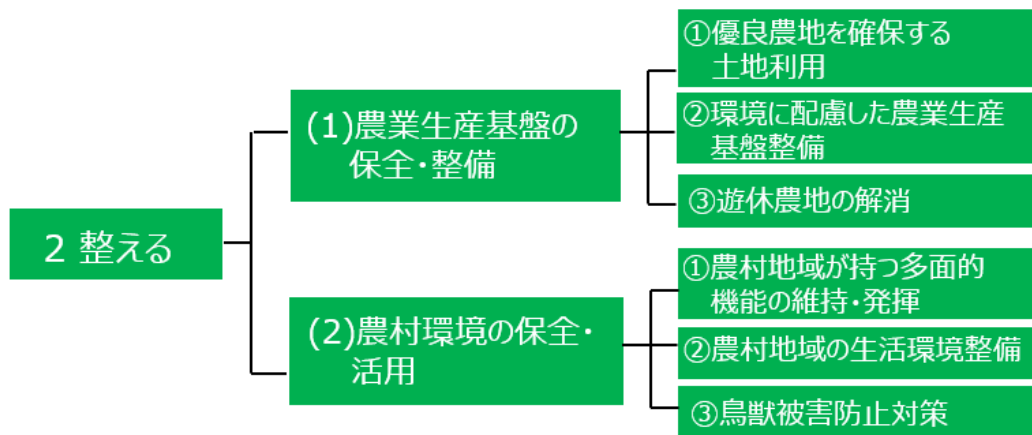 2 整える
(1)農業生産基盤の
保全・整備
①優良農地を確保する
土地利用
②環境に配慮した農業生産
基盤整備
③遊休農地の解消
(2)農村環境の保全・
活用
①農村地域が持つ多面的
機能の維持・発揮
②農村地域の生活環境整備
③鳥獣被害防止対策